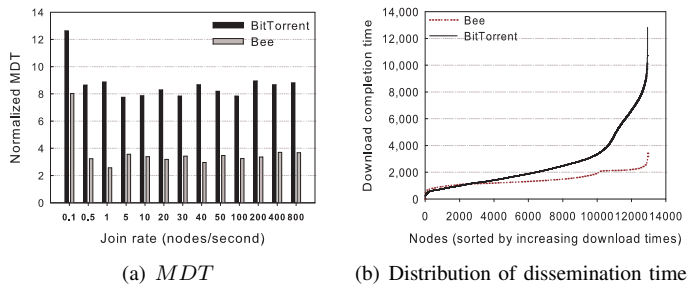 14
12
10
8
6
4
2
0
Normalized MDT
BitTorrent
Bee
0.1 0.5 1 5 10 20 30 40 50 100 200 400 800
Join rate (nodes/second)
(a) MDT
14,000
12,000
10,000
8,000
6,000
4,000
2,000
0
Download completion time
Bee
BitTorrent
0 2000 4000 6000 8000 10000 12000 14000
Nodes (sorted by increasing download times)
(b) Distribution of dissemination time